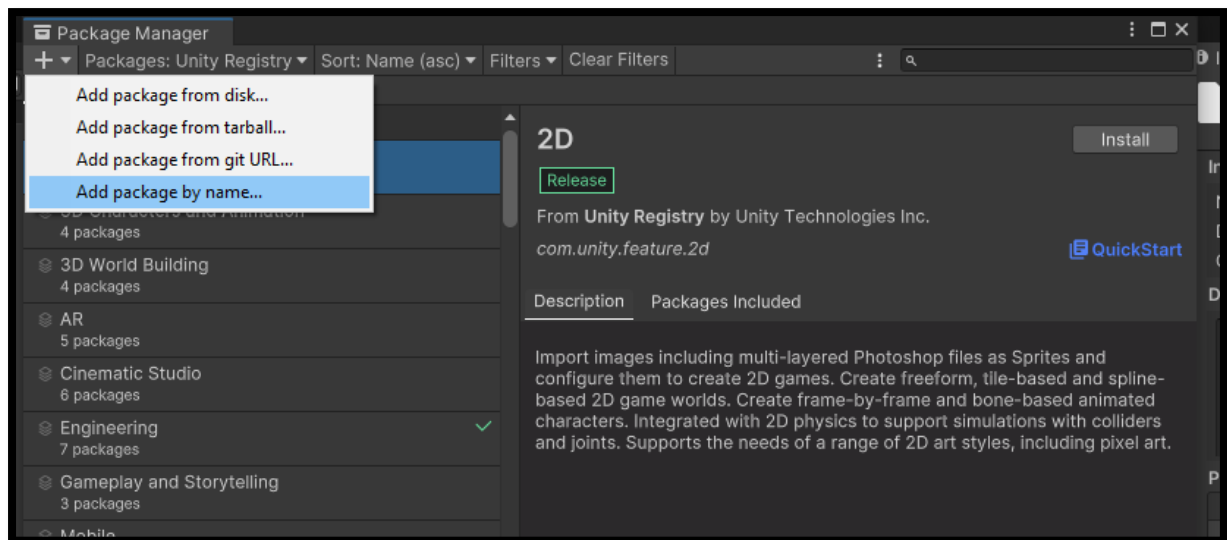 Package Manager
Packages: Unity Registry Sort: Name (asc) Filters Clear Filters
Add package from disk...
Add package from tarball...
Add package from git URL...
Add package by name...
3D Characters and Animation
4 packages
3D World Building
4 packages
AR
5 packages
Cinematic Studio
6 packages
Engineering
7 packages
Gameplay and Storytelling
3 packages
Mobile
2D
Install
Release
From Unity Registry by Unity Technologies Inc.
com.unity.feature.2d
QuickStart
Description Packages Included
Import images including multi-layered Photoshop files as Sprites and
configure them to create 2D games. Create freeform, tile-based and spline-
based 2D game worlds. Create frame-by-frame and bone-based animated
characters. Integrated with 2D physics to support simulations with colliders
and joints. Supports the needs of a range of 2D art styles, including pixel art.